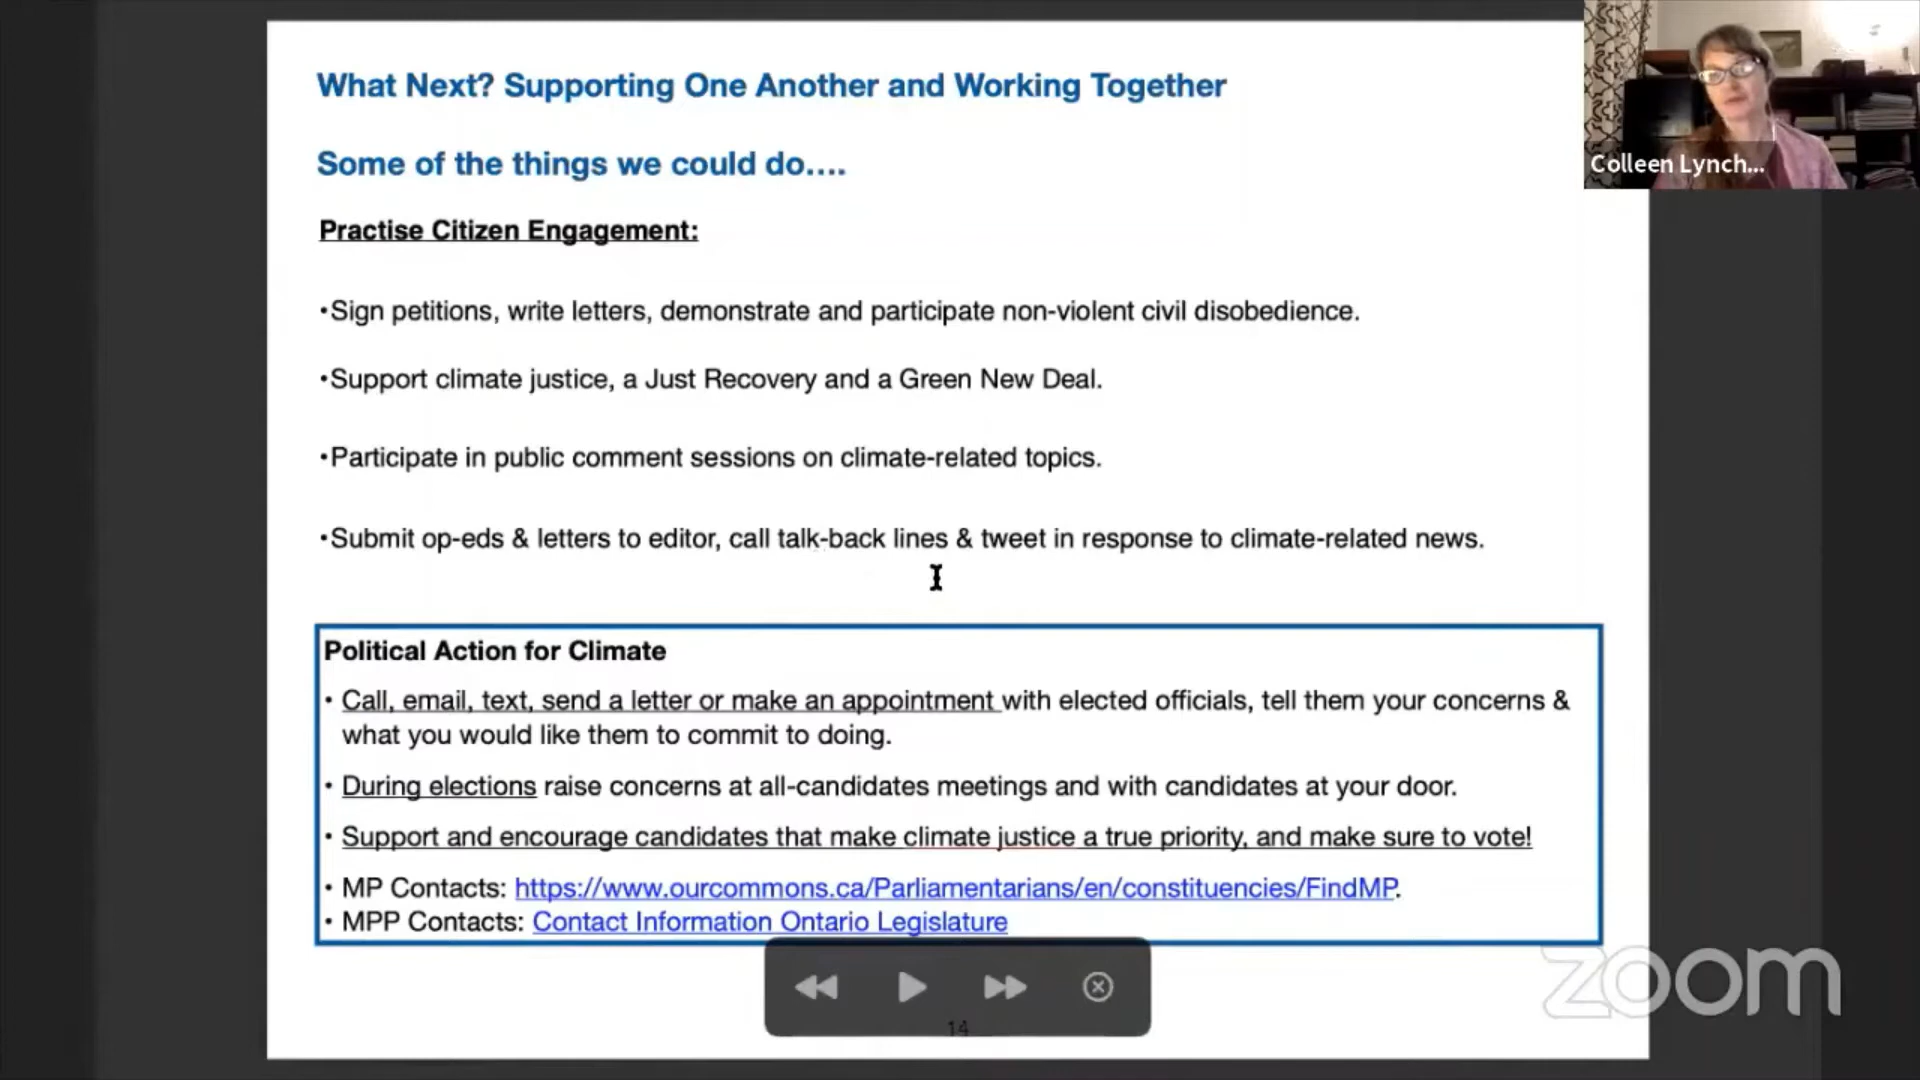 What Next? Supporting One Another and Working Together
Colleen Lynch...
Some of the things we could do....
Practise Citizen Engagement:
•Sign petitions, write letters, demonstrate and participate non-violent civil disobedience.
•Support climate justice, a Just Recovery and a Green New Deal.
•Participate in public comment sessions on climate-related topics.
•Submit op-eds & letters to editor, call talk-back lines & tweet in response to climate-related news.
Political Action for Climate
• Call, email, text, send a letter or make an appointment with elected officials, tell them your concerns &
what you would like them to commit to doing.
• During elections raise concerns at all-candidates meetings and with candidates at your door.
• Support and encourage candidates that make climate justice a true priority, and make sure to vote!
• MP Contacts: https://www.ourcommons.ca/Parliamentarians/en/constituencies/FindMP.
• MPP Contacts: Contact Information Ontario Legislature
14
zoom